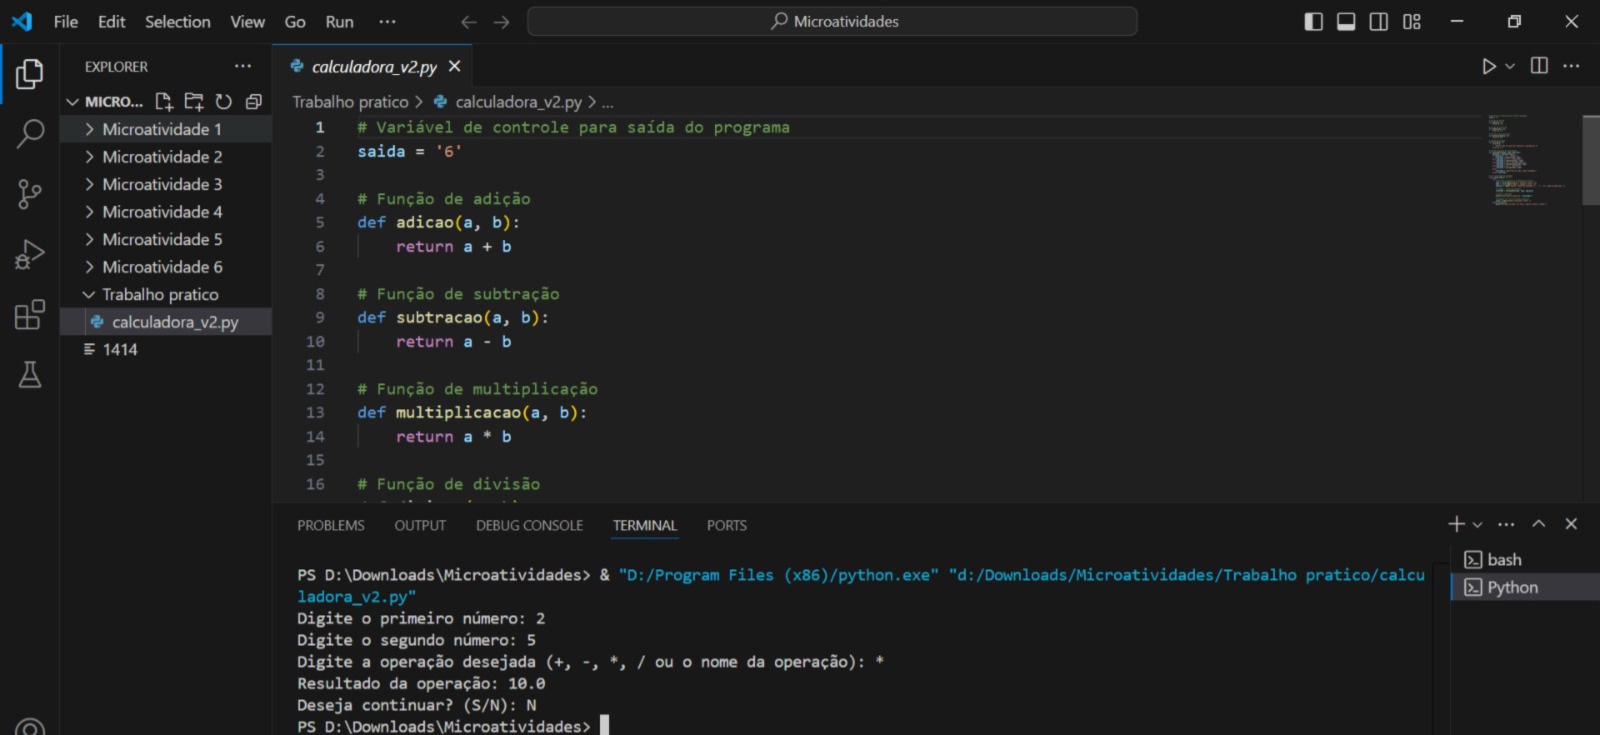 File Edit Selection View Go Run ··· Microatividades
EXPLORER ···
MICRO...
Microatividade 1
Microatividade 2
Microatividade 3
Microatividade 4
Microatividade 5
Microatividade 6
Trabalho pratico
calculadora_v2.py
1414
calculadora_v2.py
Trabalho pratico > calculadora_v2.py > ...
1 # Variável de controle para saída do programa
2 saida = '6'
3
4 # Função de adição
5 def adicao(a, b):
6 return a + b
7
8 # Função de subtração
9 def subtracao(a, b):
10 return a - b
11
12 # Função de multiplicação
13 def multiplicacao(a, b):
14 return a * b
15
16 # Função de divisão
PROBLEMS OUTPUT DEBUG CONSOLE TERMINAL PORTS
PS D:\Downloads\Microatividades> & "D:/Program Files (x86)/python.exe" "d:/Downloads/Microatividades/Trabalho pratico/calcu
ladora_v2.py"
Digite o primeiro número: 2
Digite o segundo número: 5
Digite a operação desejada (+, -, *, / ou o nome da operação): *
Resultado da operação: 10.0
Deseja continuar? (S/N): N
PS D:\Downloads\Microatividades>
bash
Python